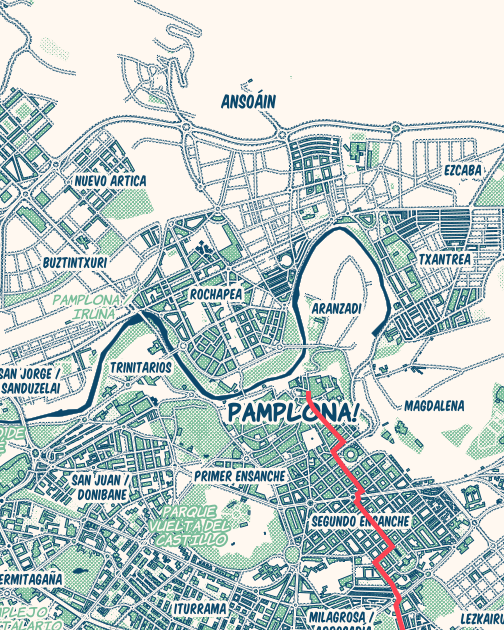 ANSOÁIN
EZCABA
NUEVO ARTICA
BUZTINTXURI
TXANTREA
PAMPLONA
IRUÑA
ROCHAPEA
ARANZADI
SAN JORGE /
SANDUZELAI
TRINITARIOS
PAMPLONA!
MAGDALENA
PRIMER ENSANCHE
SAN JUAN /
DONIBANE
PARQUE
VUELTA DEL
CASTILLO
SEGUNDO ENSANCHE
ERMITAGAÑA
ITURRAMA
MILAGROSA /
LEZKAIR